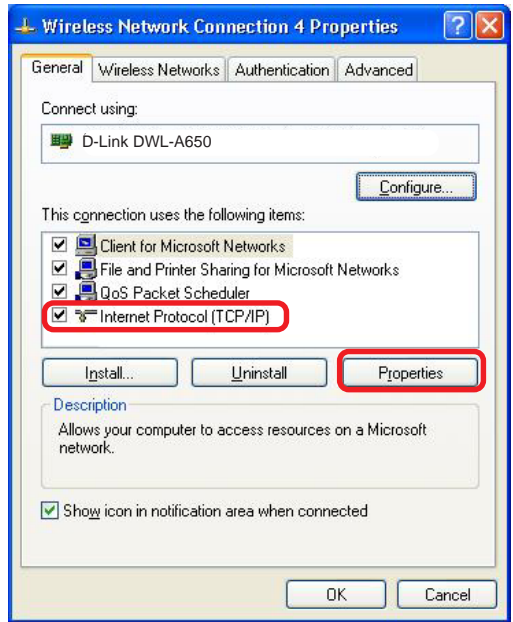 Wireless Network Connection 4 Properties
General Wireless Networks Authentication Advanced
Connect using:
D-Link DWL-A650
Configure...
This connection uses the following items:
Client for Microsoft Networks
File and Printer Sharing for Microsoft Networks
QoS Packet Scheduler
Internet Protocol (TCP/IP)
Install... Uninstall Properties
Description
Allows your computer to access resources on a Microsoft
network.
Show icon in notification area when connected
OK Cancel